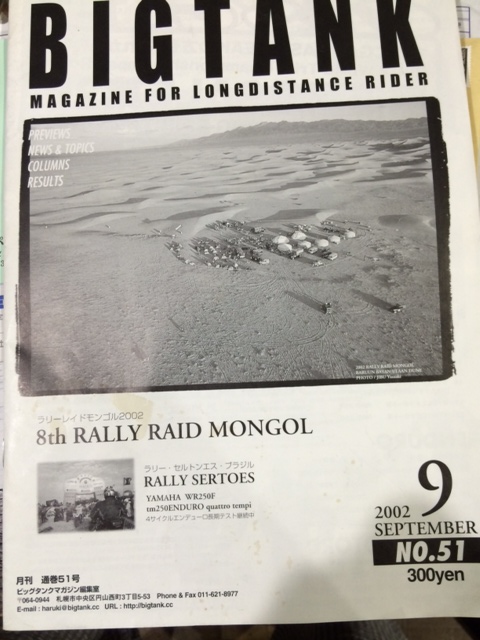 BIGTANK
MAGAZINE FOR LONGDISTANCE RIDER
PREVIEWS
NEWS & TOPICS
COLUMNS
RESULTS
2002 RALLY RAID MONGOL
ラリーレイドモンゴル2002
8th RALLY RAID MONGOL
ラリー・セルトンエス・ブラジル
RALLY SERTOES
YAMAHA WR250F
tm250ENDURO quattro tempi
4サイクルエンデューロ長期テスト継続中
9
2002
SEPTEMBER
NO.51
300yen
月刊 通巻51号
ビッグタンクマガジン編集室
〒064-0944 札幌市中央区円山西町3丁目5-53 Phone & Fax 011-621-8977
E-mail : haruki@bigtank.cc URL : http://bigtank.cc